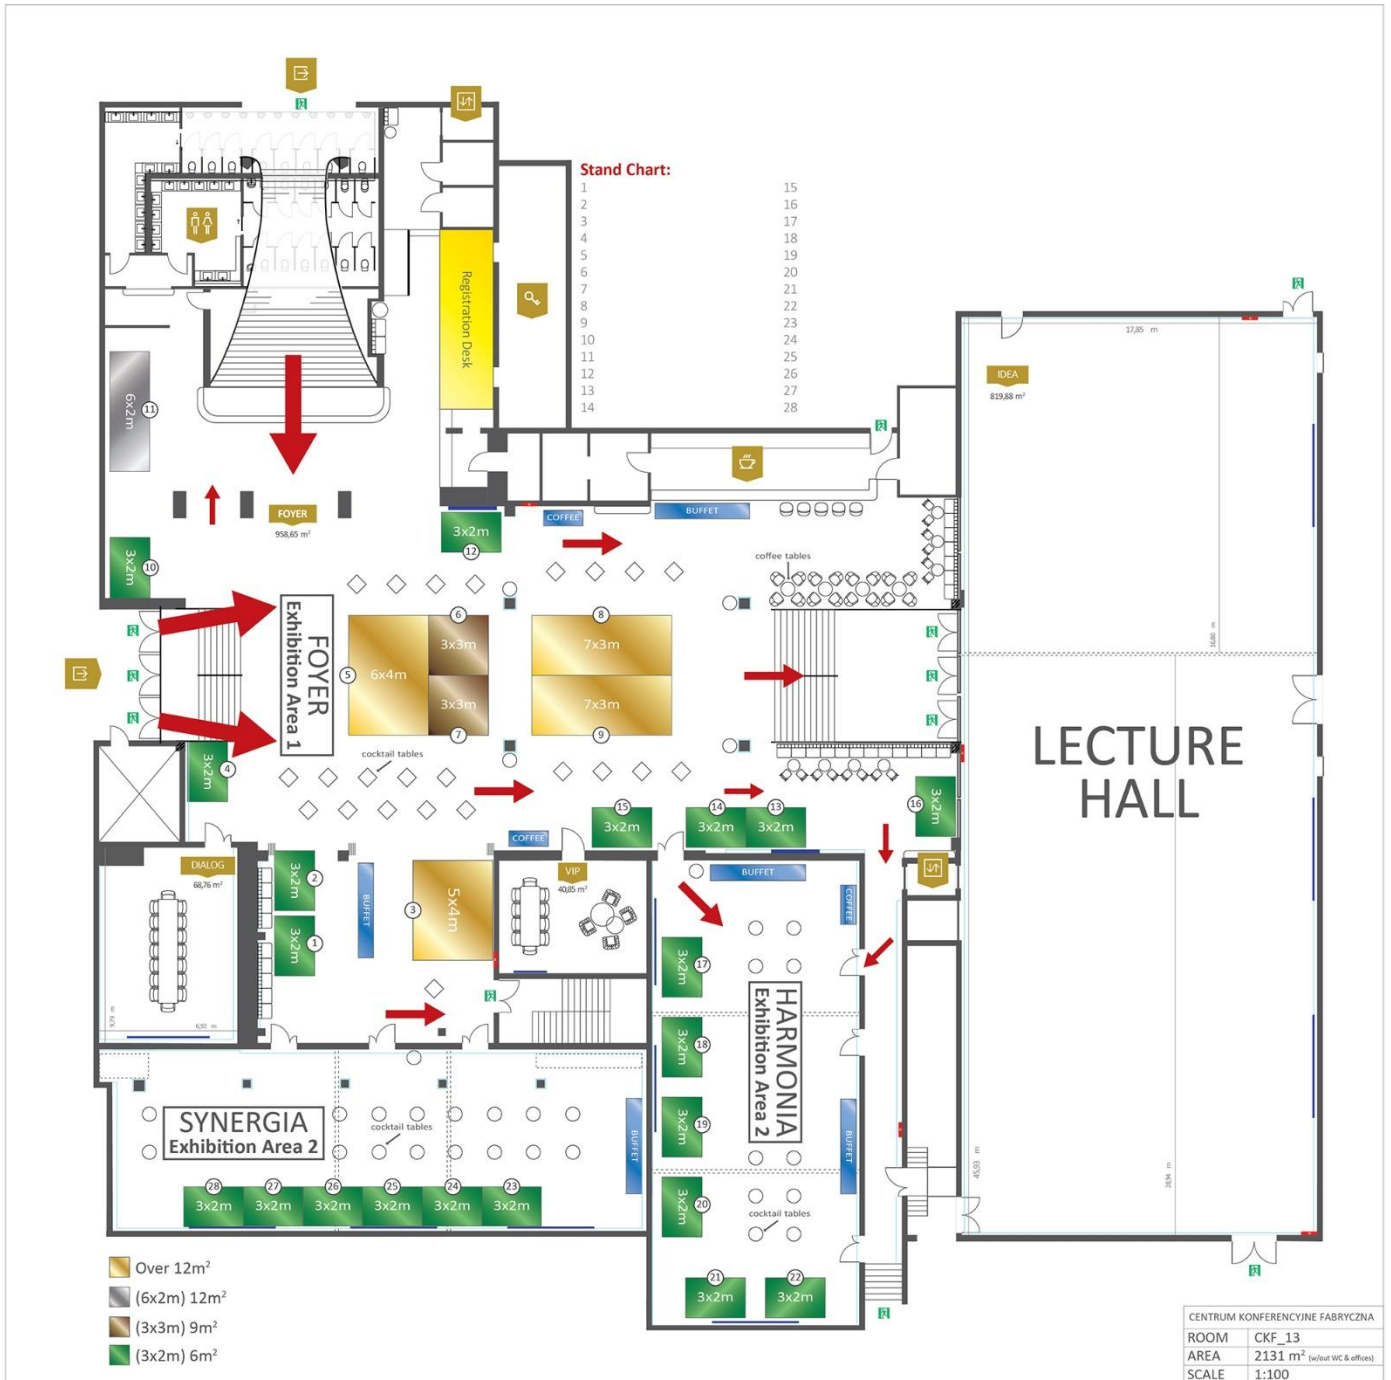 Stand Chart:
1
2
3
4
5
6
7
8
9
10
11
12
13
14
15
16
17
18
19
20
21
22
23
24
25
26
27
28
Registration Desk
6x2m
11
FOYER
958,65 m²
3x2m
10
3x2m
12
COFFEE
BUFFET
coffee tables
IDEA
819,88 m²
17,85 m
16,80 m
FOYER
Exhibition Area 1
5
6x4m
6
3x3m
3x3m
7
8
7x3m
7x3m
9
LECTURE
HALL
3x2m
4
cocktail tables
15
3x2m
14
3x2m
13
3x2m
16
3x2m
COFFEE
DIALOG
68,76 m²
9,79 m
6,92 m
3x2m
2
3x2m
1
BUFFET
3
5x4m
VIP
40,85 m²
BUFFET
COFFEE
3x2m
17
3x2m
18
3x2m
19
3x2m
20
HARMONIA
Exhibition Area 2
BUFFET
cocktail tables
21
3x2m
22
3x2m
SYNERGIA
Exhibition Area 2
cocktail tables
BUFFET
28
3x2m
27
3x2m
26
3x2m
25
3x2m
24
3x2m
23
3x2m
45,93 m
Over 12m²
(6x2m) 12m²
(3x3m) 9m²
(3x2m) 6m²
CENTRUM KONFERENCYJNE FABRYCZNA
ROOM CKF_13
AREA 2131 m² (w/out WC & offices)
SCALE 1:100